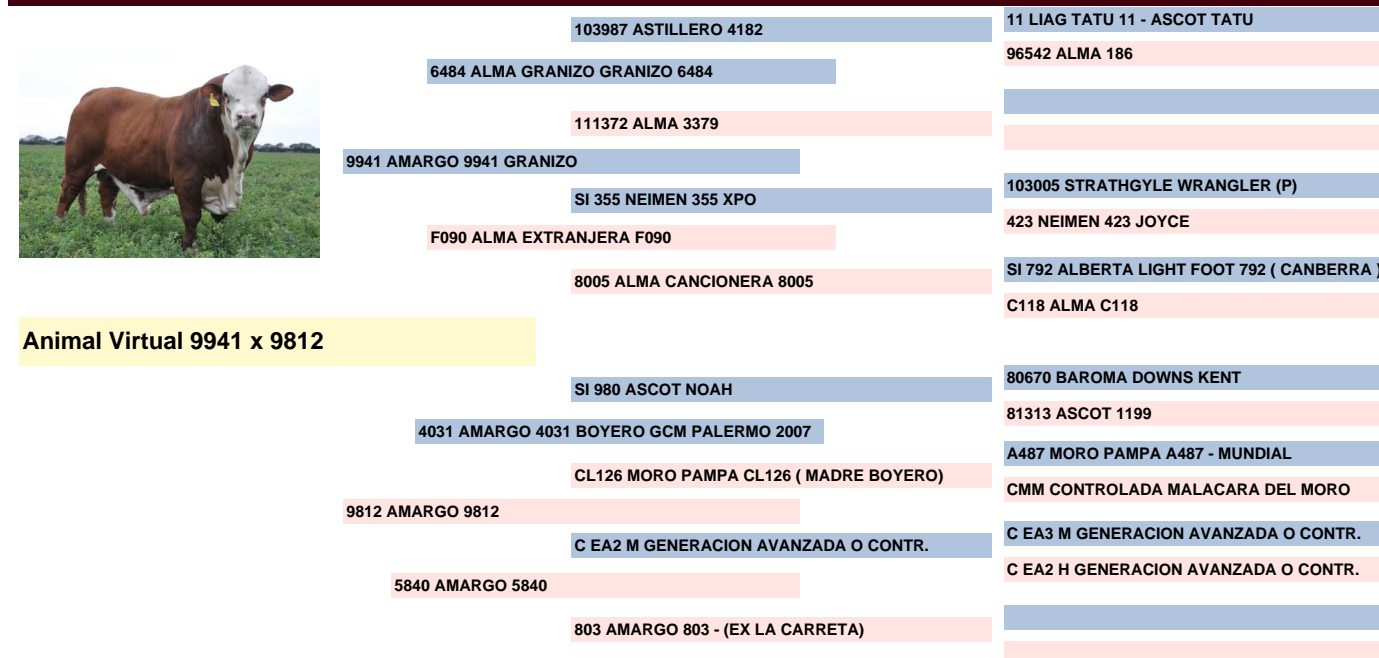 103987 ASTILLERO 4182
11 LIAG TATU 11 - ASCOT TATU
96542 ALMA 186
6484 ALMA GRANIZO GRANIZO 6484
111372 ALMA 3379
9941 AMARGO 9941 GRANIZO
SI 355 NEIMEN 355 XPO
103005 STRATHGYLE WRANGLER (P)
423 NEIMEN 423 JOYCE
F090 ALMA EXTRANJERA F090
8005 ALMA CANCIONERA 8005
SI 792 ALBERTA LIGHT FOOT 792 ( CANBERRA )
C118 ALMA C118
Animal Virtual 9941 x 9812
SI 980 ASCOT NOAH
80670 BAROMA DOWNS KENT
81313 ASCOT 1199
4031 AMARGO 4031 BOYERO GCM PALERMO 2007
CL126 MORO PAMPA CL126 ( MADRE BOYERO)
A487 MORO PAMPA A487 - MUNDIAL
CMM CONTROLADA MALACARA DEL MORO
9812 AMARGO 9812
C EA2 M GENERACION AVANZADA O CONTR.
C EA3 M GENERACION AVANZADA O CONTR.
C EA2 H GENERACION AVANZADA O CONTR.
5840 AMARGO 5840
803 AMARGO 803 - (EX LA CARRETA)